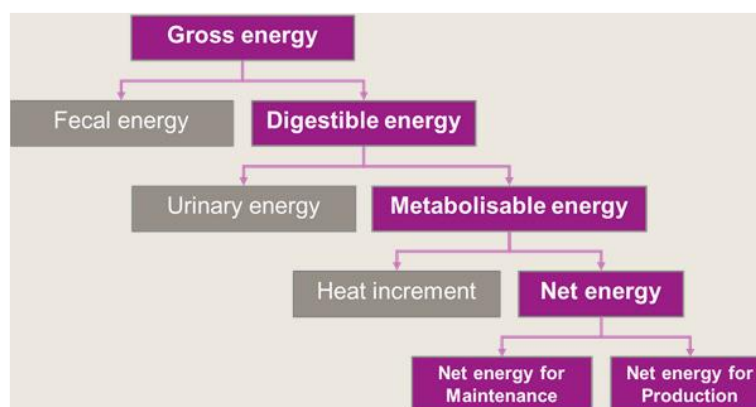 Gross energy
Fecal energy
Digestible energy
Urinary energy
Metabolisable energy
Heat increment
Net energy
Net energy for
Maintenance
Net energy for
Production